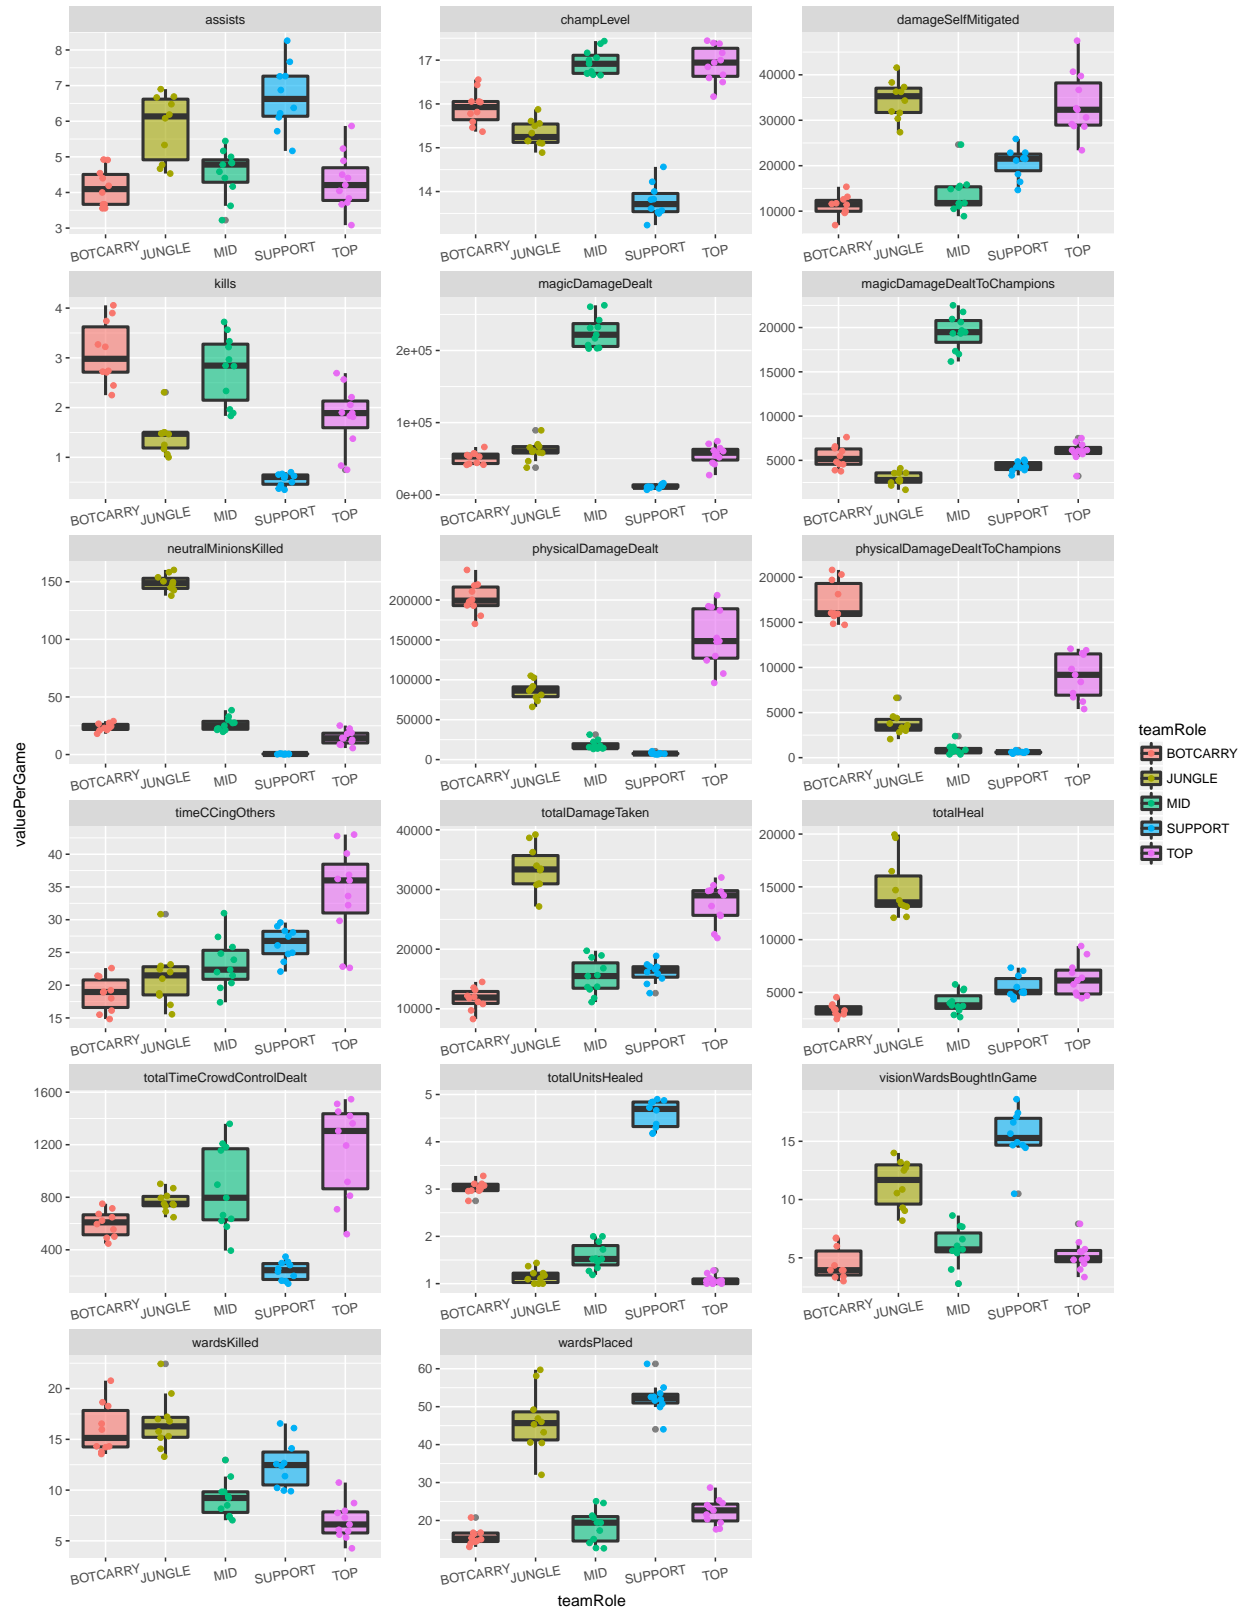 assists
champLevel
damageSelfMitigated
8
7
6
5
4
3
17
16
15
14
40000
30000
20000
10000
BOTCARRY JUNGLE MID SUPPORT TOP
BOTCARRY JUNGLE MID SUPPORT TOP
BOTCARRY JUNGLE MID SUPPORT TOP
kills
magicDamageDealt
magicDamageDealtToChampions
4
3
2
1
2e+05
1e+05
0e+00
20000
15000
10000
5000
BOTCARRY JUNGLE MID SUPPORT TOP
BOTCARRY JUNGLE MID SUPPORT TOP
BOTCARRY JUNGLE MID SUPPORT TOP
neutralMinionsKilled
physicalDamageDealt
physicalDamageDealtToChampions
150
100
50
0
200000
150000
100000
50000
0
20000
15000
10000
5000
0
BOTCARRY JUNGLE MID SUPPORT TOP
BOTCARRY JUNGLE MID SUPPORT TOP
BOTCARRY JUNGLE MID SUPPORT TOP
valuePerGame
timeCCingOthers
totalDamageTaken
totalHeal
40
35
30
25
20
15
40000
30000
20000
10000
20000
15000
10000
5000
BOTCARRY JUNGLE MID SUPPORT TOP
BOTCARRY JUNGLE MID SUPPORT TOP
BOTCARRY JUNGLE MID SUPPORT TOP
totalTimeCrowdControlDealt
totalUnitsHealed
visionWardsBoughtInGame
1600
1200
800
400
5
4
3
2
1
15
10
5
BOTCARRY JUNGLE MID SUPPORT TOP
BOTCARRY JUNGLE MID SUPPORT TOP
BOTCARRY JUNGLE MID SUPPORT TOP
wardsKilled
wardsPlaced
20
15
10
5
60
50
40
30
20
BOTCARRY JUNGLE MID SUPPORT TOP
BOTCARRY JUNGLE MID SUPPORT TOP
teamRole
teamRole
BOTCARRY
JUNGLE
MID
SUPPORT
TOP